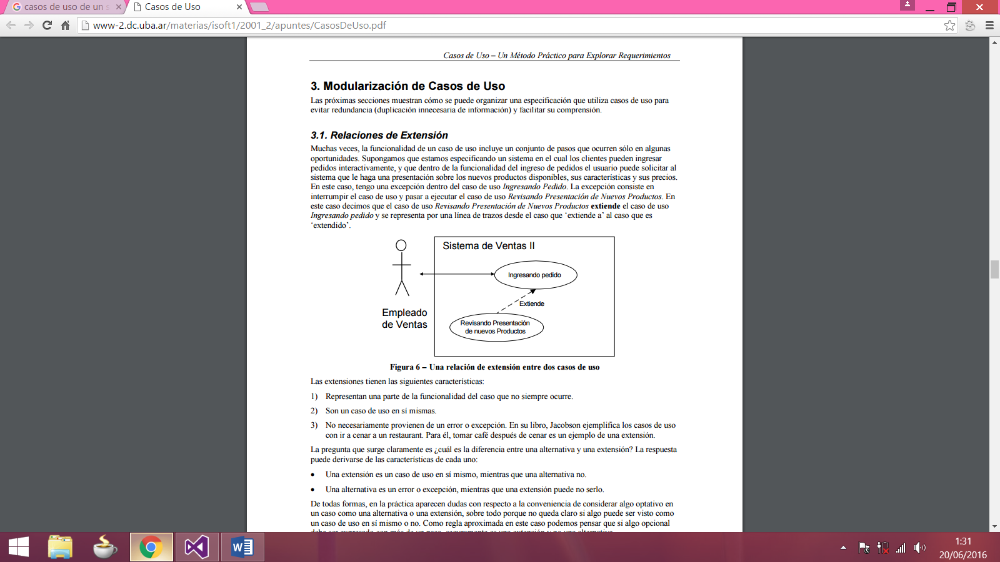 casos de uso de un s
Casos de Uso
www-2.dc.uba.ar/materias/isoft1/2001_2/apuntes/CasosDeUso.pdf
Casos de Uso – Un Método Práctico para Explorar Requerimientos
3. Modularización de Casos de Uso
Las próximas secciones muestran cómo se puede organizar una especificación que utiliza casos de uso para
evitar redundancia (duplicación innecesaria de información) y facilitar su comprensión.
3.1. Relaciones de Extensión
Muchas veces, la funcionalidad de un caso de uso incluye un conjunto de pasos que ocurren sólo en algunas
oportunidades. Supongamos que estamos especificando un sistema en el cual los clientes pueden ingresar
pedidos interactivamente, y que dentro de la funcionalidad del ingreso de pedidos el usuario puede solicitar al
sistema que le haga una presentación sobre los nuevos productos disponibles, sus características y sus precios.
En este caso, tengo una excepción dentro del caso de uso Ingresando Pedido. La excepción consiste en
interrumpir el caso de uso y pasar a ejecutar el caso de uso Revisando Presentación de Nuevos Productos. En
este caso decimos que el caso de uso Revisando Presentación de Nuevos Productos extiende el caso de uso
Ingresando pedido y se representa por una línea de trazos desde el caso que ‘extiende a’ al caso que es
‘extendido’.
Sistema de Ventas II
Ingresando pedido
Extiende
Empleado
de Ventas
Revisando Presentación
de nuevos Productos
Figura 6 – Una relación de extensión entre dos casos de uso
Las extensiones tienen las siguientes características:
1) Representan una parte de la funcionalidad del caso que no siempre ocurre.
2) Son un caso de uso en sí mismas.
3) No necesariamente provienen de un error o excepción. En su libro, Jacobson ejemplifica los casos de uso
con ir a cenar a un restaurant. Para él, tomar café después de cenar es un ejemplo de una extensión.
La pregunta que surge claramente es ¿cuál es la diferencia entre una alternativa y una extensión? La respuesta
puede derivarse de las características de cada uno:
• Una extensión es un caso de uso en sí mismo, mientras que una alternativa no.
• Una alternativa es un error o excepción, mientras que una extensión puede no serlo.
De todas formas, en la práctica aparecen dudas con respecto a la conveniencia de considerar algo optativo en
un caso como una alternativa o una extensión, sobre todo porque no queda claro si algo puede ser visto como
un caso de uso en sí mismo o no. Como regla aproximada en este caso podemos pensar que si algo opcional
1:31
20/06/2016